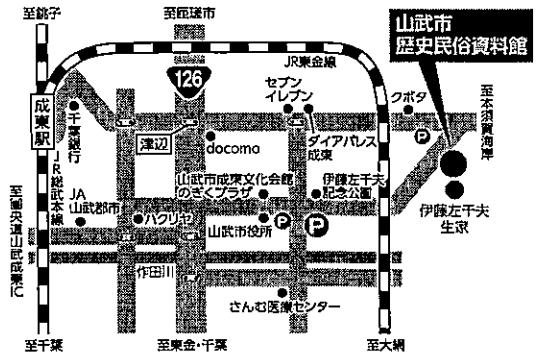 至銚子
至匝瑳市
山武市
歴史民俗資料館
JR東金線
126
セブン
イレブン
クボタ
至本須賀海岸
成東駅
千葉銀行
津辺
docomo
ダイアパレス
成東
P
JR総武本線
JA
山武郡市
山武市成東文化会館
のぎくプラザ
伊藤左千夫
記念公園
伊藤左千夫
生家
ハクリヤ
山武市役所
P
P
至圏央道山武成東IC
作田川
さんむ医療センター
至千葉
至東金・千葉
至大網